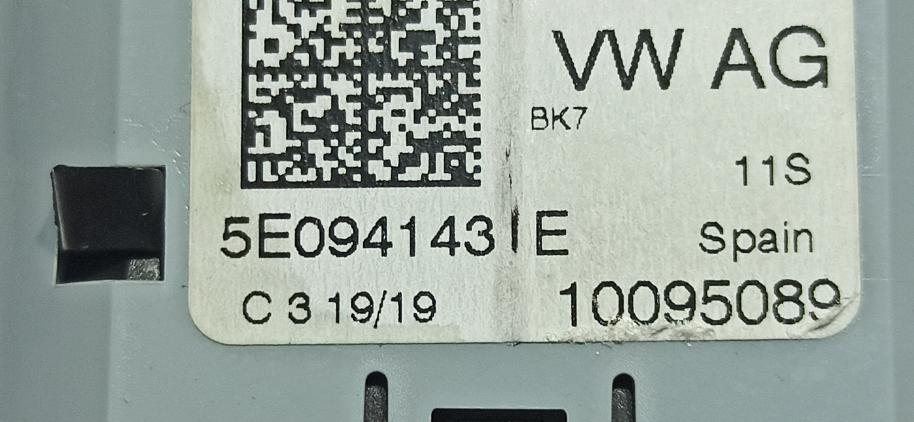 VW AG
BK7
11S
5E0941431E
Spain
C 3 19/19
10095089